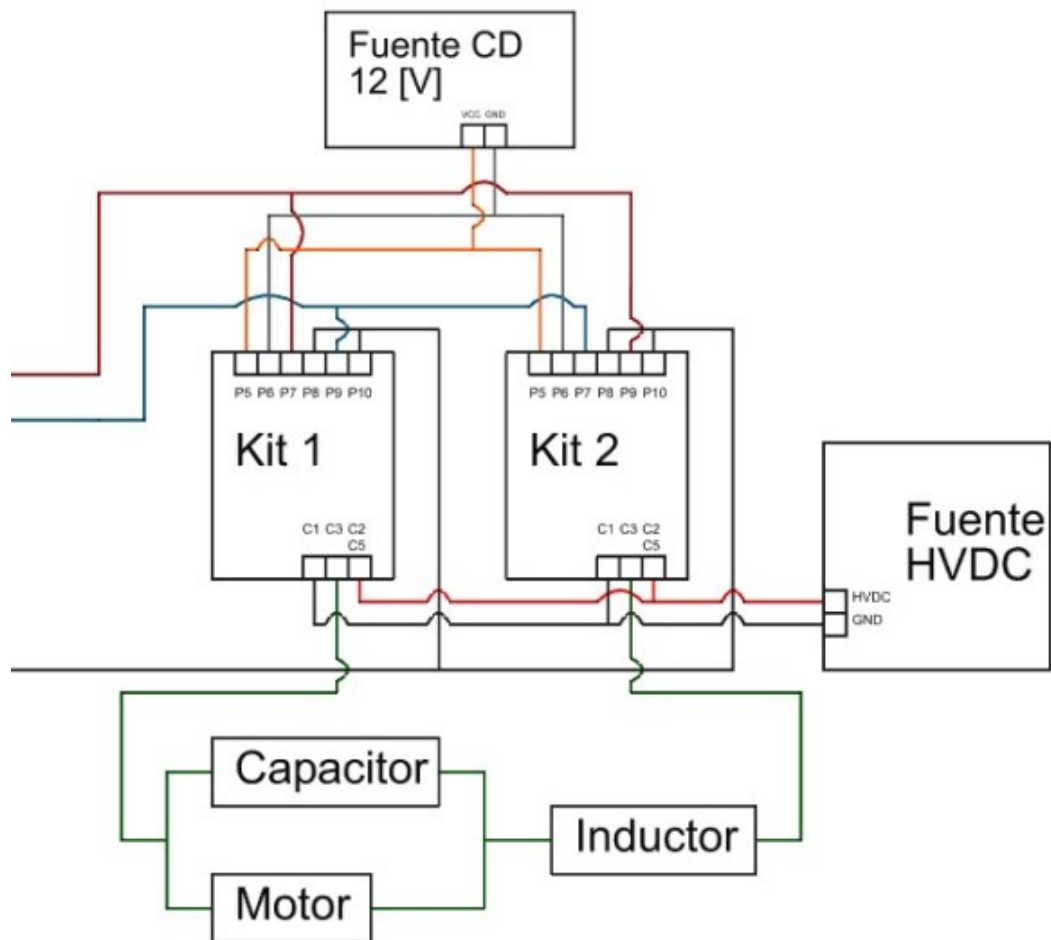 Fuente CD
12 [V]
VCC GND
P5 P6 P7 P8 P9 P10
P5 P6 P7 P8 P9 P10
Kit 1
Kit 2
C1 C3 C2
C5
C1 C3 C2
C5
Fuente
HVDC
HVDC
GND
Capacitor
Inductor
Motor